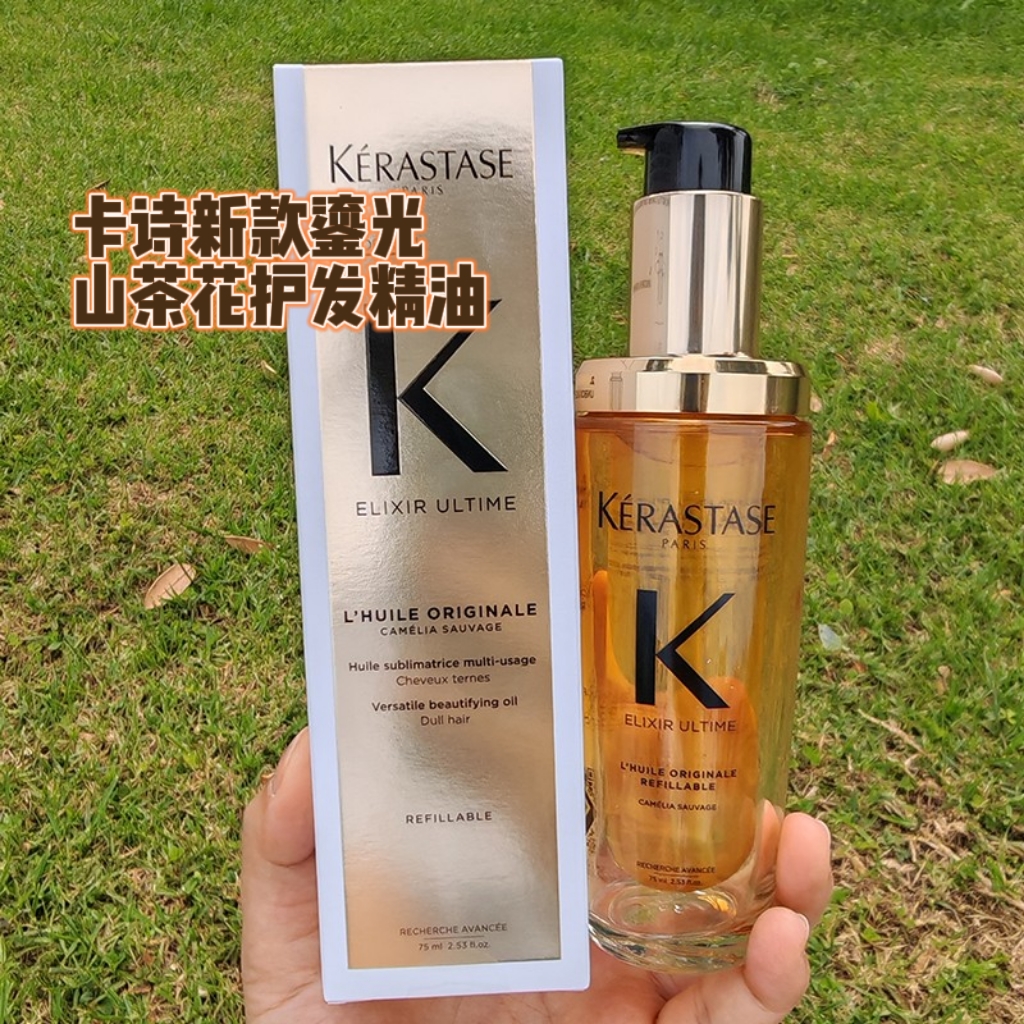 KÉRASTASE
PARIS
卡诗新款鎏光
山茶花护发精油
K
ELIXIR ULTIME
L'HUILE ORIGINALE
CAMÉLIA SAUVAGE
Huile sublimatrice multi-usage
Cheveux ternes
Versatile beautifying oil
Dull hair
REFILLABLE
RECHERCHE AVANCÉE
75 ml 2.53 fl.oz.
KÉRASTASE
PARIS
K
ELIXIR ULTIME
L'HUILE ORIGINALE
REFILLABLE
CAMÉLIA SAUVAGE
RECHERCHE AVANCÉE
75 ml 2.53 fl.oz.